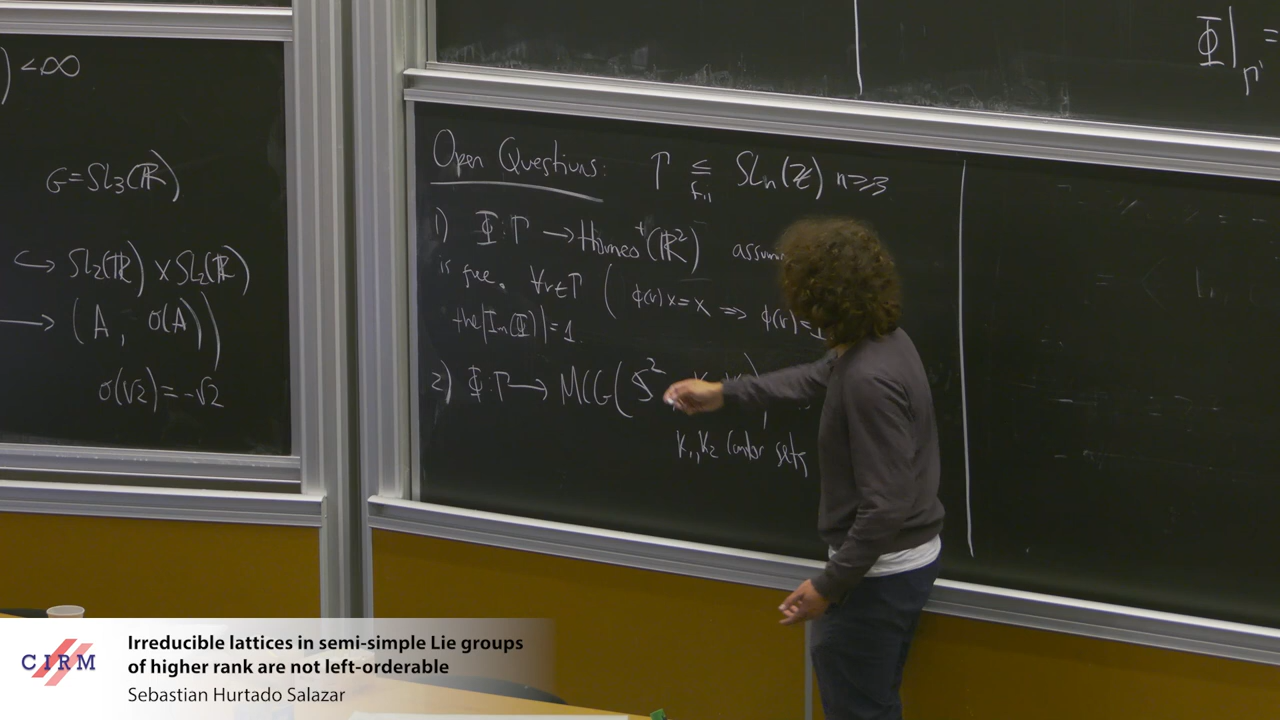 ) <∞
G = SL₃(ℝ)
↪ SL₂(ℝ) × SL₂(ℝ)
⟶ (A, σ(A))
σ(√2) = -√2
Φ|_Γ' =
Open Questions: Γ ≤ f.i. SLₙ(ℤ) n≥3
1) Φ: Γ → Homeo⁺(ℝ²) assum
is free. ∀γ∈Γ ( φ(γ)x = x ⇒ φ(γ)=1
the |Im(Φ)| = 1.
2) Φ: Γ → MCG(S²
K₁, K₂ Cantor sets
CIRM
Irreducible lattices in semi-simple Lie groups
of higher rank are not left-orderable
Sebastian Hurtado Salazar